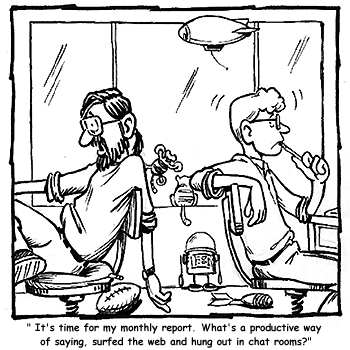 " It's time for my monthly report. What's a productive way
of saying, surfed the web and hung out in chat rooms?"